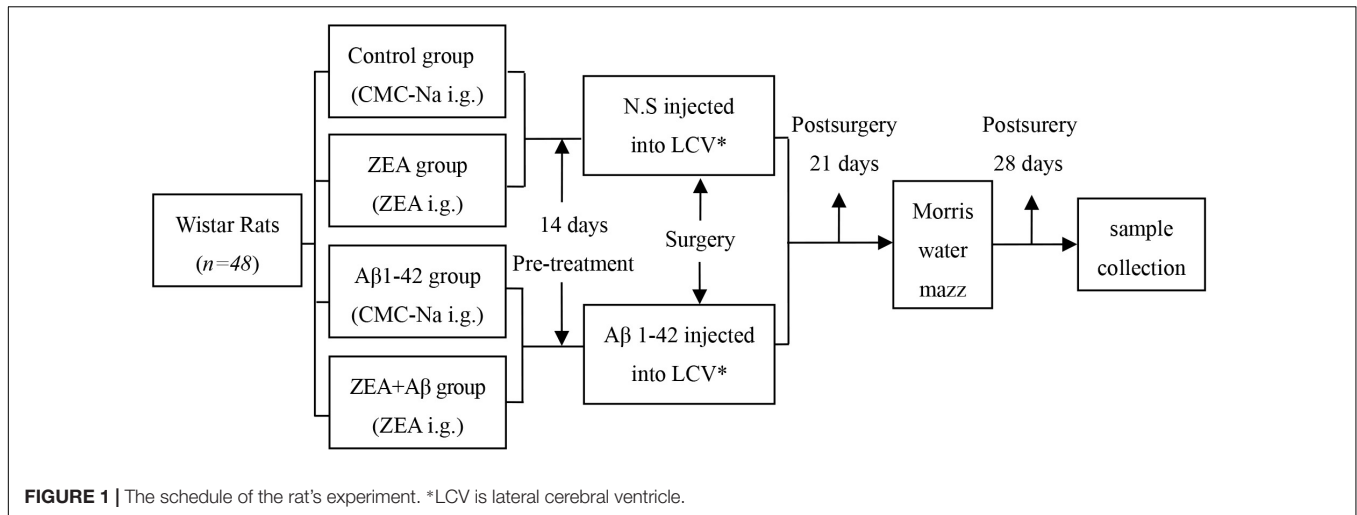 Wistar Rats
(n=48)
Control group
(CMC-Na i.g.)
ZEA group
(ZEA i.g.)
Aβ1-42 group
(CMC-Na i.g.)
ZEA+Aβ group
(ZEA i.g.)
14 days
Pre-treatment
N.S injected
into LCV*
Surgery
Aβ 1-42 injected
into LCV*
Postsurgery
21 days
Morris
water
mazz
Postsurery
28 days
sample
collection
FIGURE 1 | The schedule of the rat's experiment. *LCV is lateral cerebral ventricle.